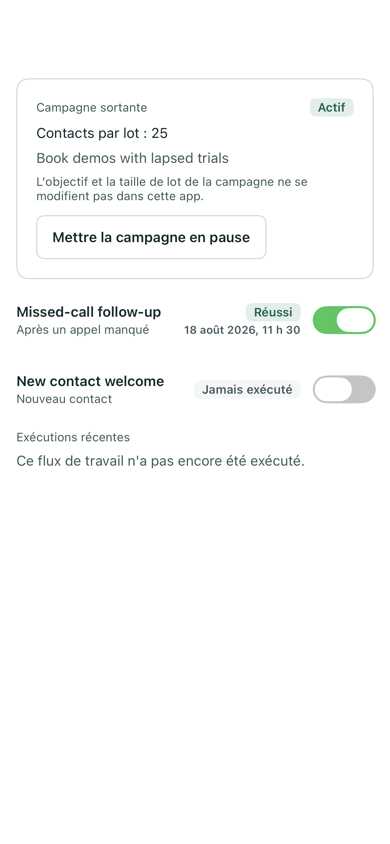 Campagne sortante
Actif
Contacts par lot : 25
Book demos with lapsed trials
L'objectif et la taille de lot de la campagne ne se
modifient pas dans cette app.
Mettre la campagne en pause
Missed-call follow-up
Réussi
Après un appel manqué
18 août 2026, 11 h 30
New contact welcome
Jamais exécuté
Nouveau contact
Exécutions récentes
Ce flux de travail n'a pas encore été exécuté.